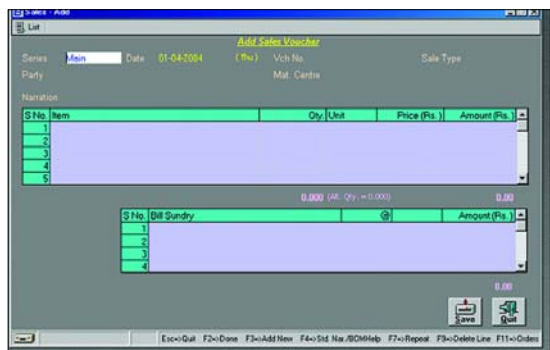 Sales - Add
List
Add Sales Voucher
Series Main Date 01-04-2004 (Thu) Vch No. Sale Type
Party Mat. Centre
Narration
S No. Item Qty. Unit Price (Rs.) Amount (Rs.)
1
2
3
4
5
0.000 (Alt. Qty. = 0.000) 0.00
S No. Bill Sundry @ Amount (Rs.)
1
2
3
4
0.00
Save Quit
Esc=>Quit F2=>Done F3=>Add New F4=>Std. Nar./BOMHelp F7=>Repeat F9=>Delete Line F11=>Orders